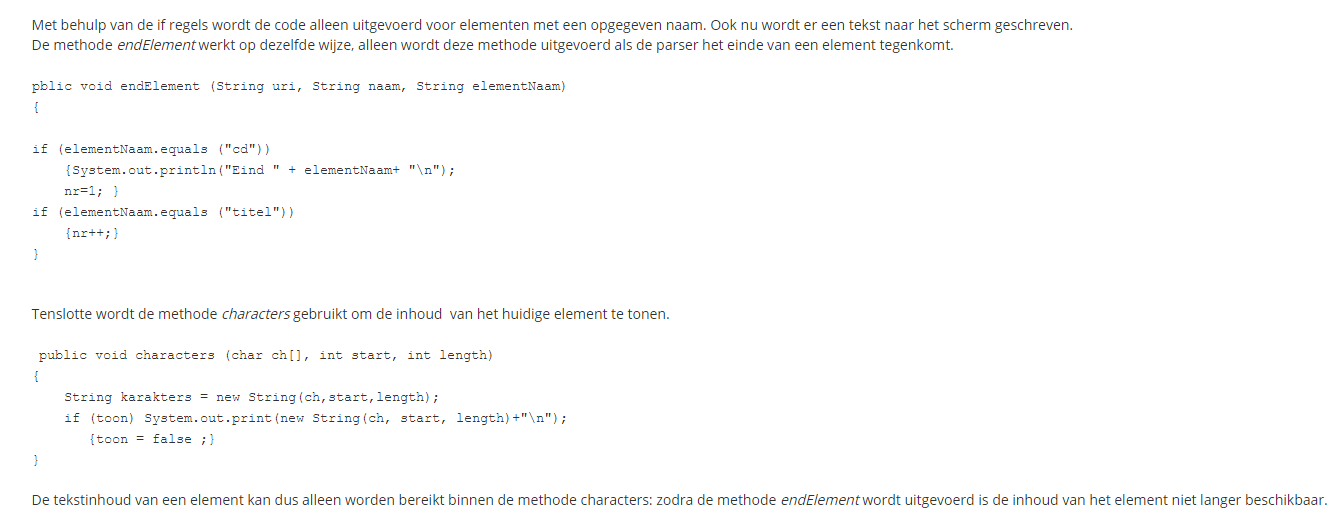 Met behulp van de if regels wordt de code alleen uitgevoerd voor elementen met een opgegeven naam. Ook nu wordt er een tekst naar het scherm geschreven.
De methode endElement werkt op dezelfde wijze, alleen wordt deze methode uitgevoerd als de parser het einde van een element tegenkomt.
pblic void endElement (String uri, String naam, String elementNaam)
{
if (elementNaam.equals ("cd"))
{System.out.println("Eind " + elementNaam+ "\n");
nr=1; }
if (elementNaam.equals ("titel"))
{nr++;}
}
Tenslotte wordt de methode characters gebruikt om de inhoud  van het huidige element te tonen.
public void characters (char ch[], int start, int length)
{
String karakters = new String(ch,start,length);
if (toon) System.out.print(new String(ch, start, length)+"\n");
{toon = false ;}
}
De tekstinhoud van een element kan dus alleen worden bereikt binnen de methode characters: zodra de methode endElement wordt uitgevoerd is de inhoud van het element niet langer beschikbaar.